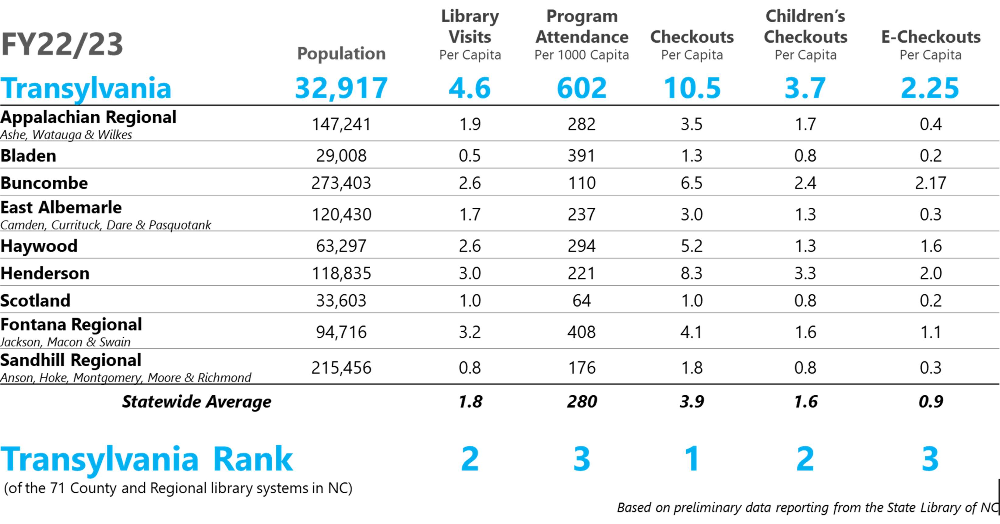 FY22/23 Population Library Visits Per Capita Program Attendance Per 1000 Capita Checkouts Per Capita Children's Checkouts Per Capita E-Checkouts Per Capita
Transylvania 32,917 4.6 602 10.5 3.7 2.25
Appalachian Regional 147,241 1.9 282 3.5 1.7 0.4
Ashe, Watauga & Wilkes
Bladen 29,008 0.5 391 1.3 0.8 0.2
Buncombe 273,403 2.6 110 6.5 2.4 2.17
East Albemarle 120,430 1.7 237 3.0 1.3 0.3
Camden, Currituck, Dare & Pasquotank
Haywood 63,297 2.6 294 5.2 1.3 1.6
Henderson 118,835 3.0 221 8.3 3.3 2.0
Scotland 33,603 1.0 64 1.0 0.8 0.2
Fontana Regional 94,716 3.2 408 4.1 1.6 1.1
Jackson, Macon & Swain
Sandhill Regional 215,456 0.8 176 1.8 0.8 0.3
Anson, Hoke, Montgomery, Moore & Richmond
Statewide Average 1.8 280 3.9 1.6 0.9
Transylvania Rank 2 3 1 2 3
(of the 71 County and Regional library systems in NC)
Based on preliminary data reporting from the State Library of NC